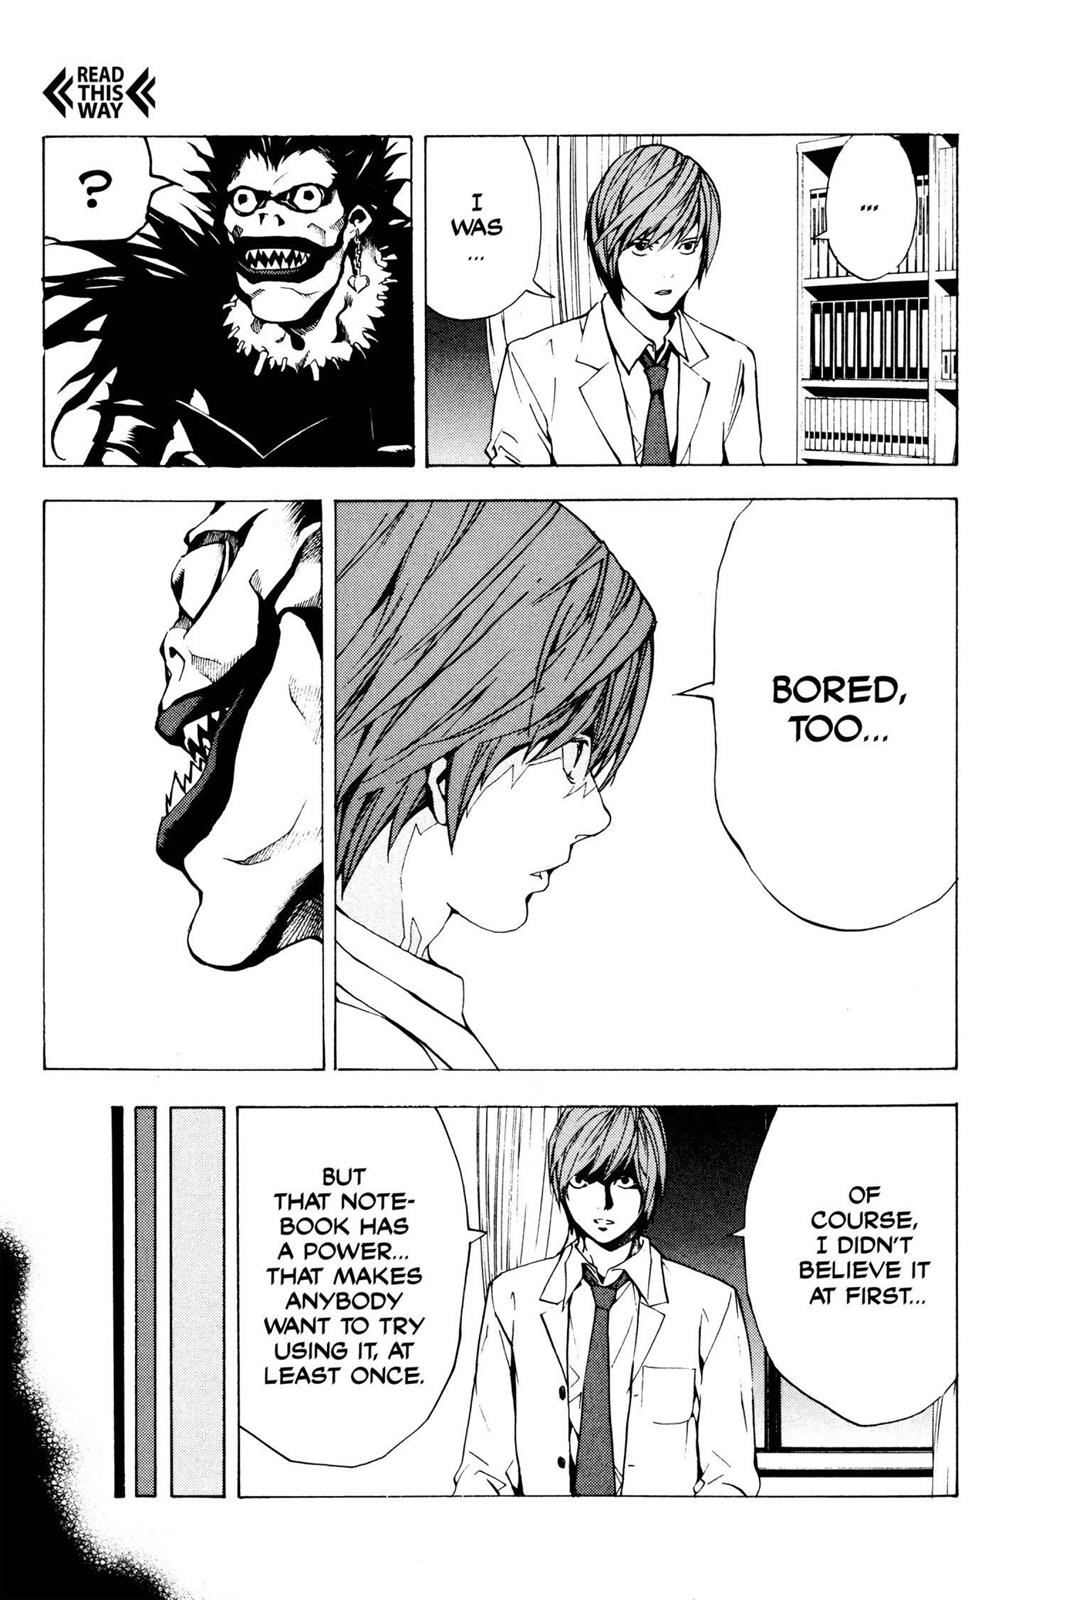 READ
THIS
WAY
...
I
WAS
...
?
BORED,
TOO...
OF
COURSE,
I DIDN'T
BELIEVE IT
AT FIRST...
BUT
THAT NOTE-
BOOK HAS
A POWER...
THAT MAKES
ANYBODY
WANT TO TRY
USING IT, AT
LEAST ONCE.